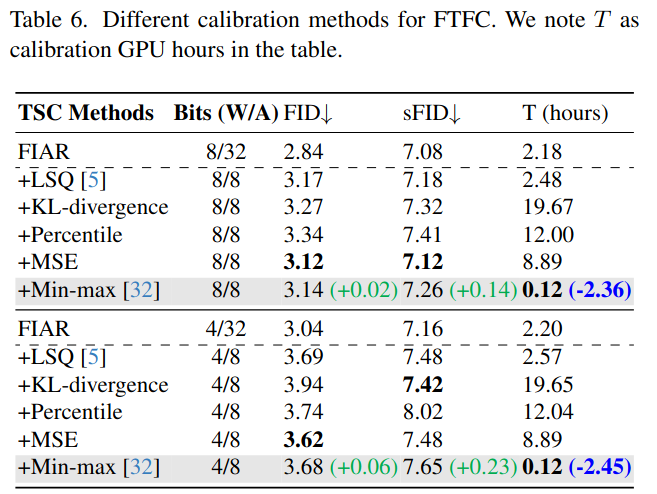 Table 6. Different calibration methods for FTFC. We note T as
calibration GPU hours in the table.
TSC Methods Bits (W/A) FID↓ sFID↓ T (hours)
FIAR 8/32 2.84 7.08 2.18
+LSQ [5] 8/8 3.17 7.18 2.48
+KL-divergence 8/8 3.27 7.32 19.67
+Percentile 8/8 3.34 7.41 12.00
+MSE 8/8 3.12 7.12 8.89
+Min-max [32] 8/8 3.14 (+0.02) 7.26 (+0.14) 0.12 (-2.36)
FIAR 4/32 3.04 7.16 2.20
+LSQ [5] 4/8 3.69 7.48 2.57
+KL-divergence 4/8 3.94 7.42 19.65
+Percentile 4/8 3.74 8.02 12.04
+MSE 4/8 3.62 7.48 8.89
+Min-max [32] 4/8 3.68 (+0.06) 7.65 (+0.23) 0.12 (-2.45)